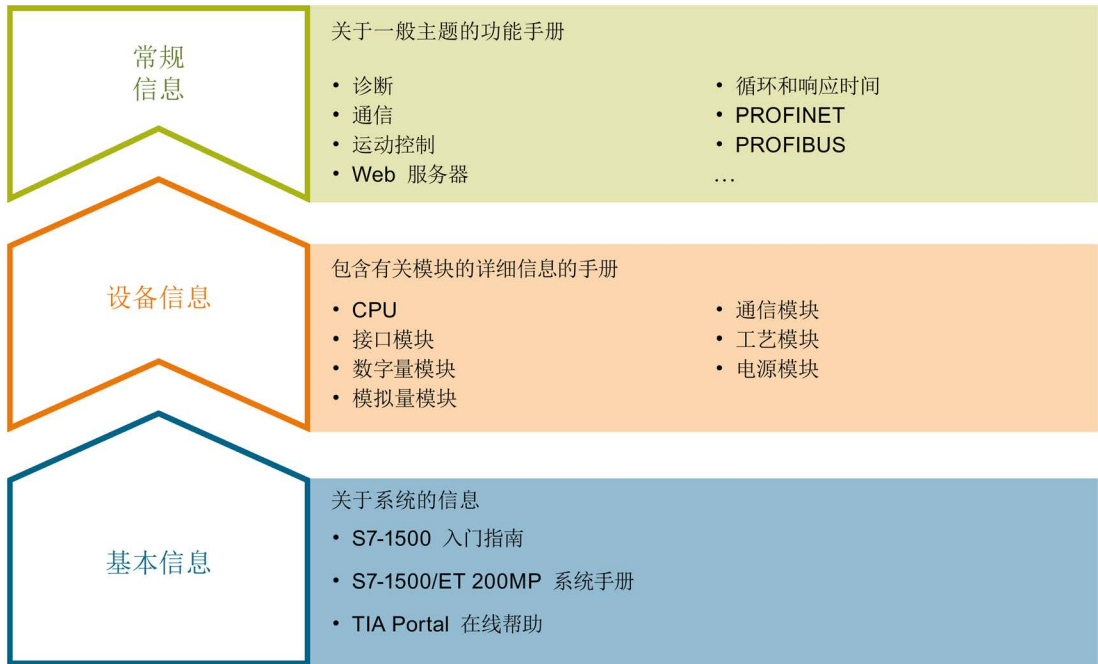 常规
信息
关于一般主题的功能手册
• 诊断
• 通信
• 运动控制
• Web 服务器
• 循环和响应时间
• PROFINET
• PROFIBUS
…
设备信息
包含有关模块的详细信息的手册
• CPU
• 接口模块
• 数字量模块
• 模拟量模块
• 通信模块
• 工艺模块
• 电源模块
基本信息
关于系统的信息
• S7-1500 入门指南
• S7-1500/ET 200MP 系统手册
• TIA Portal 在线帮助